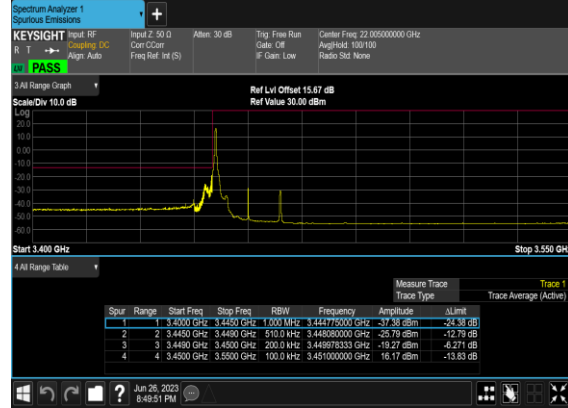 Spectrum Analyzer 1
Spurious Emissions
KEYSIGHT Input: RF Input Z: 50 Ω Atten: 30 dB Trig: Free Run Center Freq: 22.005000000 GHz
R T Coupling: DC Corr CCorr Gate: Off Avg|Hold: 100/100
Align: Auto Freq Ref: Int (S) IF Gain: Low Radio Std: None
PASS
3 All Range Graph
Ref Lvl Offset 15.67 dB
Scale/Div 10.0 dB Ref Value 30.00 dBm
Log
20.0
10.0
0.00
-10.0
-20.0
-30.0
-40.0
-50.0
-60.0
Start 3.400 GHz Stop 3.550 GHz
4 All Range Table
Measure Trace Trace 1
Trace Type Trace Average (Active)
Spur Range Start Freq Stop Freq RBW Frequency Amplitude ΔLimit
1 1 3.4000 GHz 3.4450 GHz 1.000 MHz 3.444775000 GHz -37.38 dBm -24.38 dB
2 2 3.4450 GHz 3.4490 GHz 510.0 kHz 3.448080000 GHz -25.79 dBm -12.79 dB
3 3 3.4490 GHz 3.4500 GHz 200.0 kHz 3.449978333 GHz -19.27 dBm -6.271 dB
4 4 3.4500 GHz 3.5500 GHz 100.0 kHz 3.451000000 GHz 16.17 dBm -13.83 dB
? Jun 26, 2023
8:49:51 PM